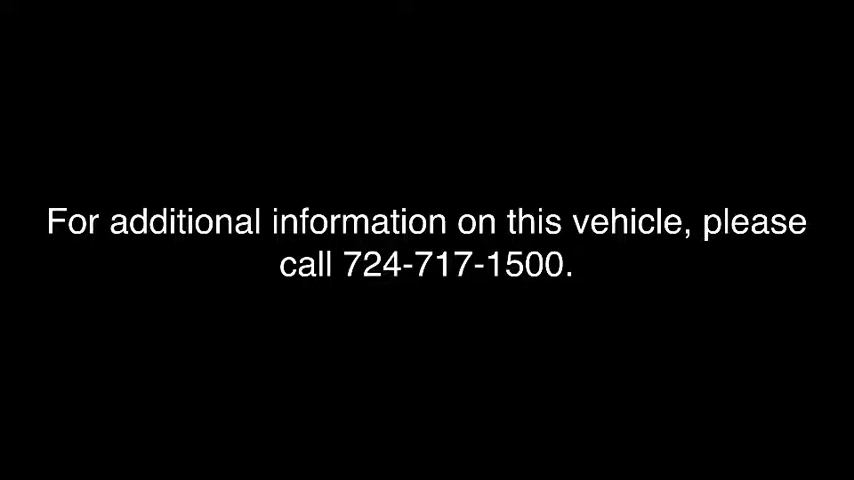 For additional information on this vehicle, please
call 724-717-1500.